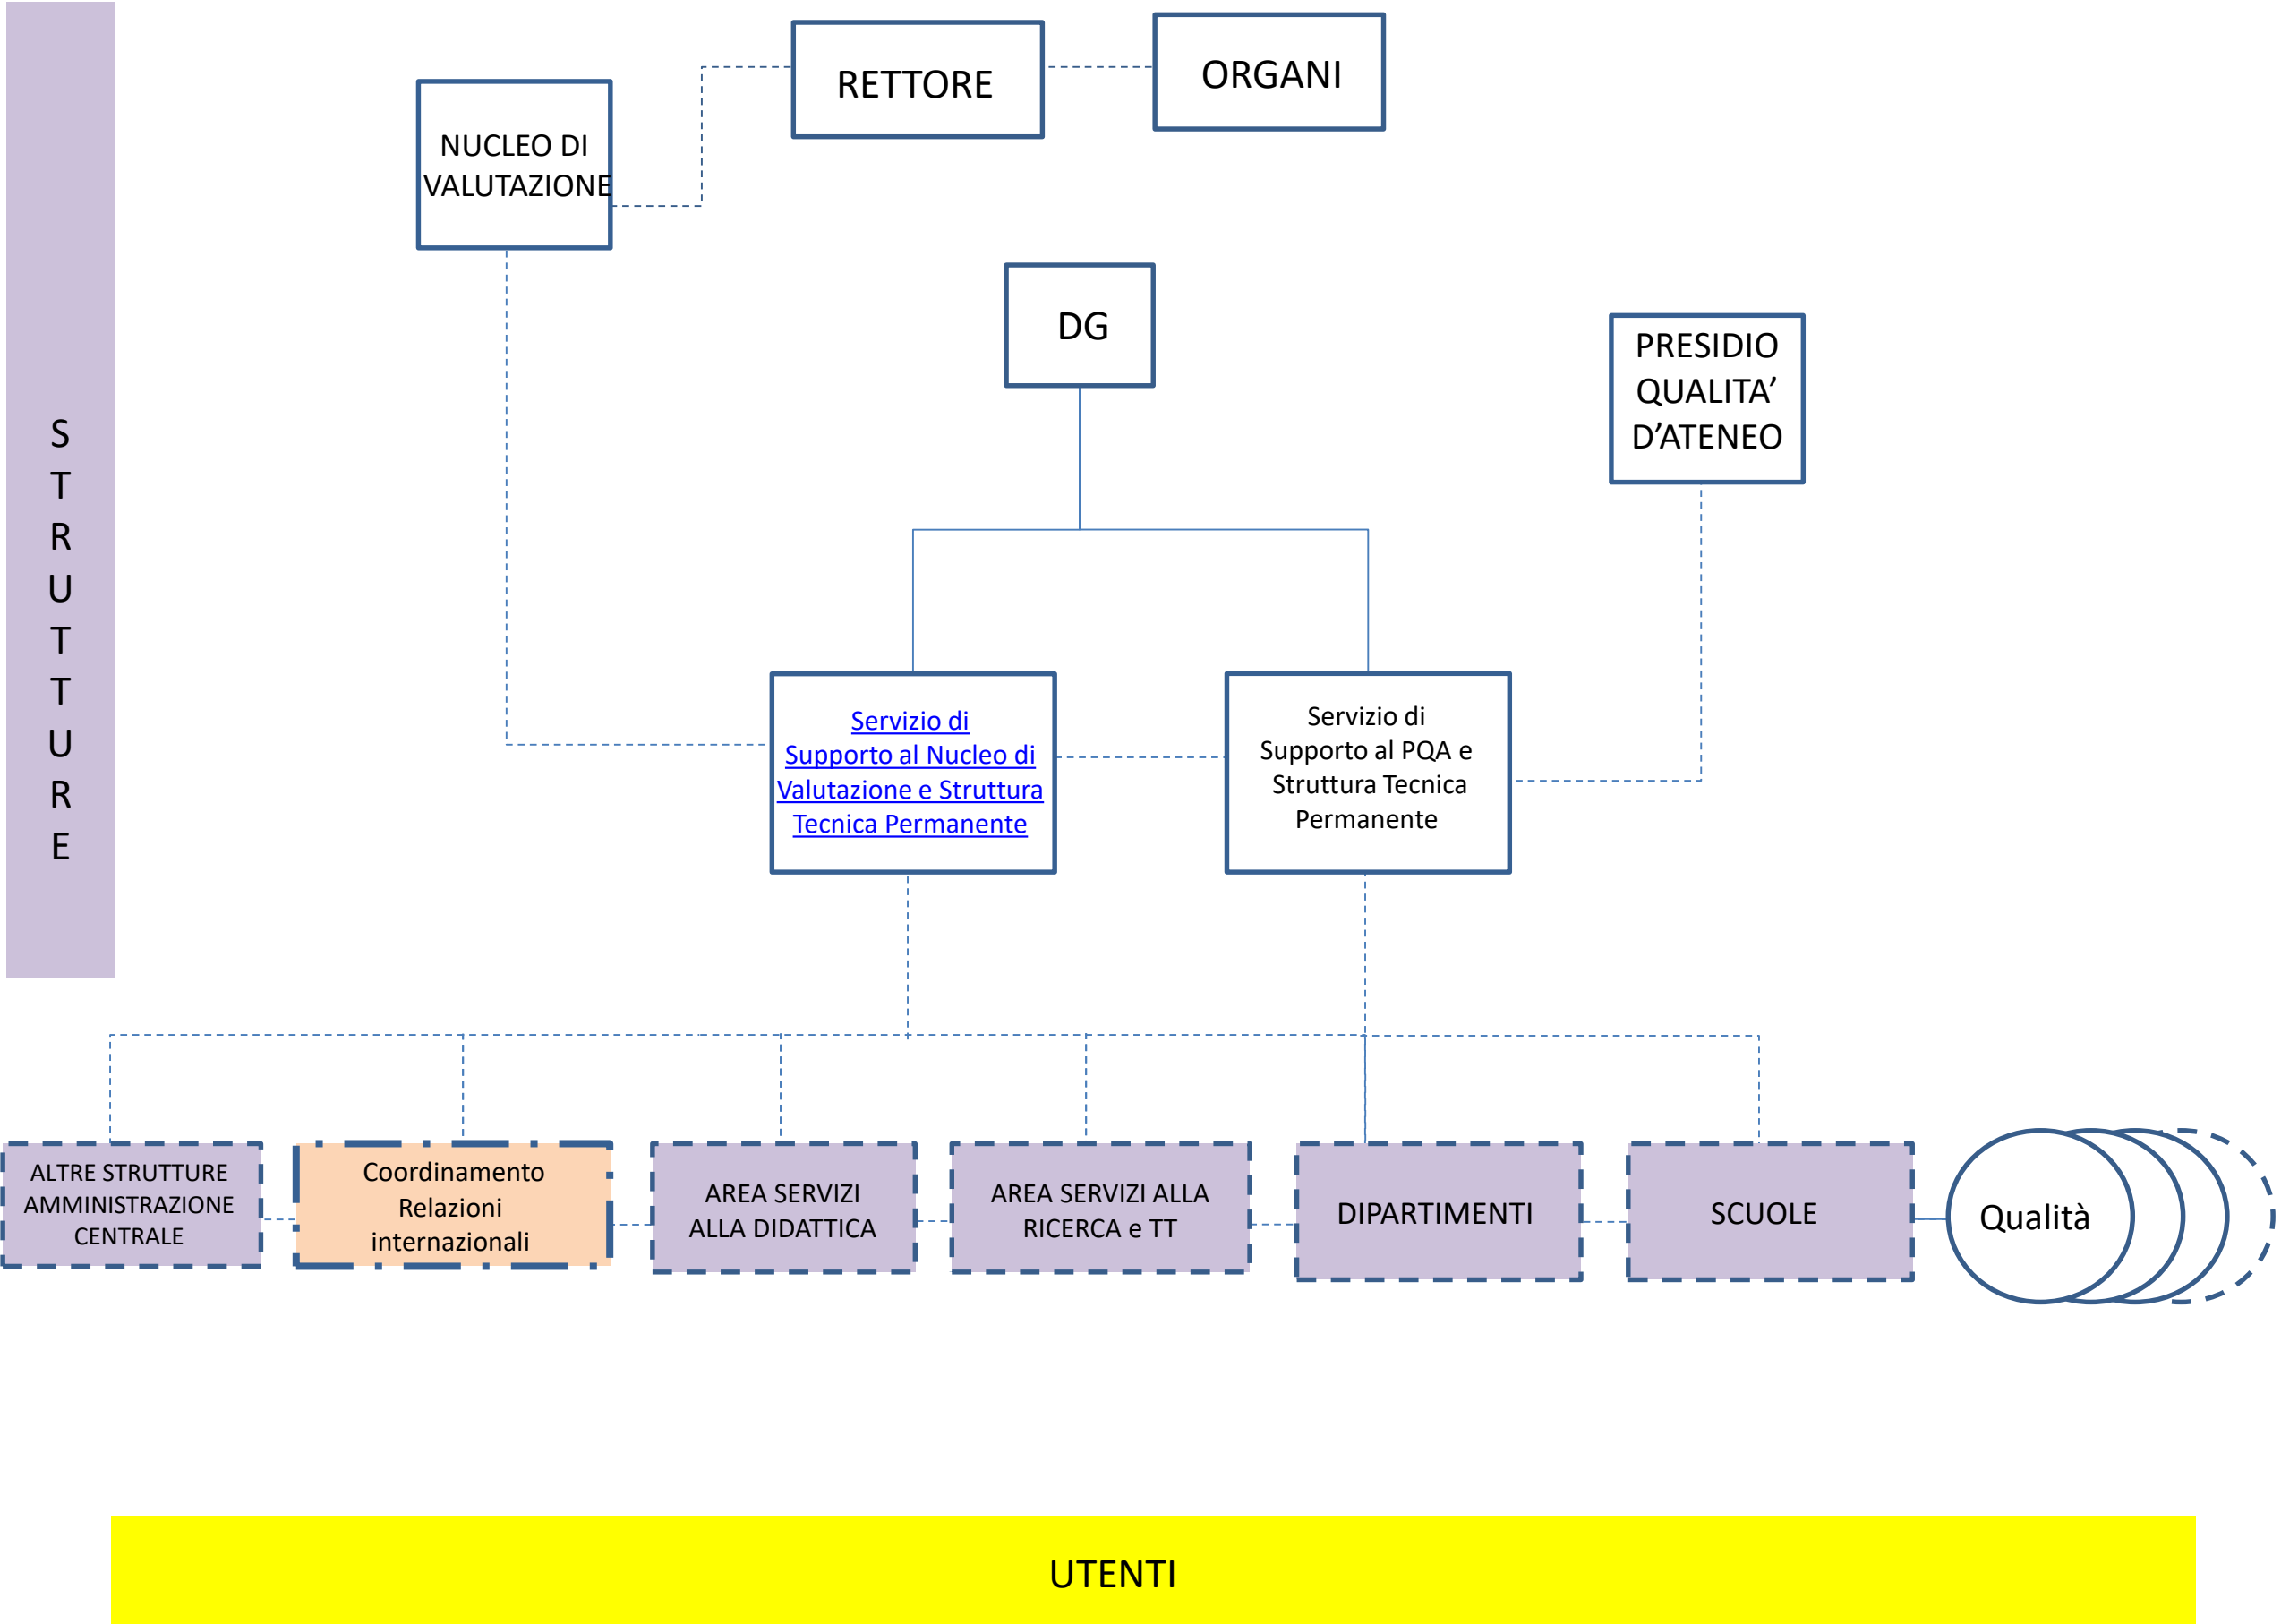 RETTORE
ORGANI
NUCLEO DI
VALUTAZIONE
DG
PRESIDIO
QUALITA’
D’ATENEO
S
T
R
U
T
T
U
R
E
Servizio di
Supporto al Nucleo di
Valutazione e Struttura
Tecnica Permanente
Servizio di
Supporto al PQA e
Struttura Tecnica
Permanente
ALTRE STRUTTURE
AMMINISTRAZIONE
CENTRALE
Coordinamento
Relazioni
internazionali
AREA SERVIZI
ALLA DIDATTICA
AREA SERVIZI ALLA
RICERCA e TT
DIPARTIMENTI
SCUOLE
Qualità
UTENTI